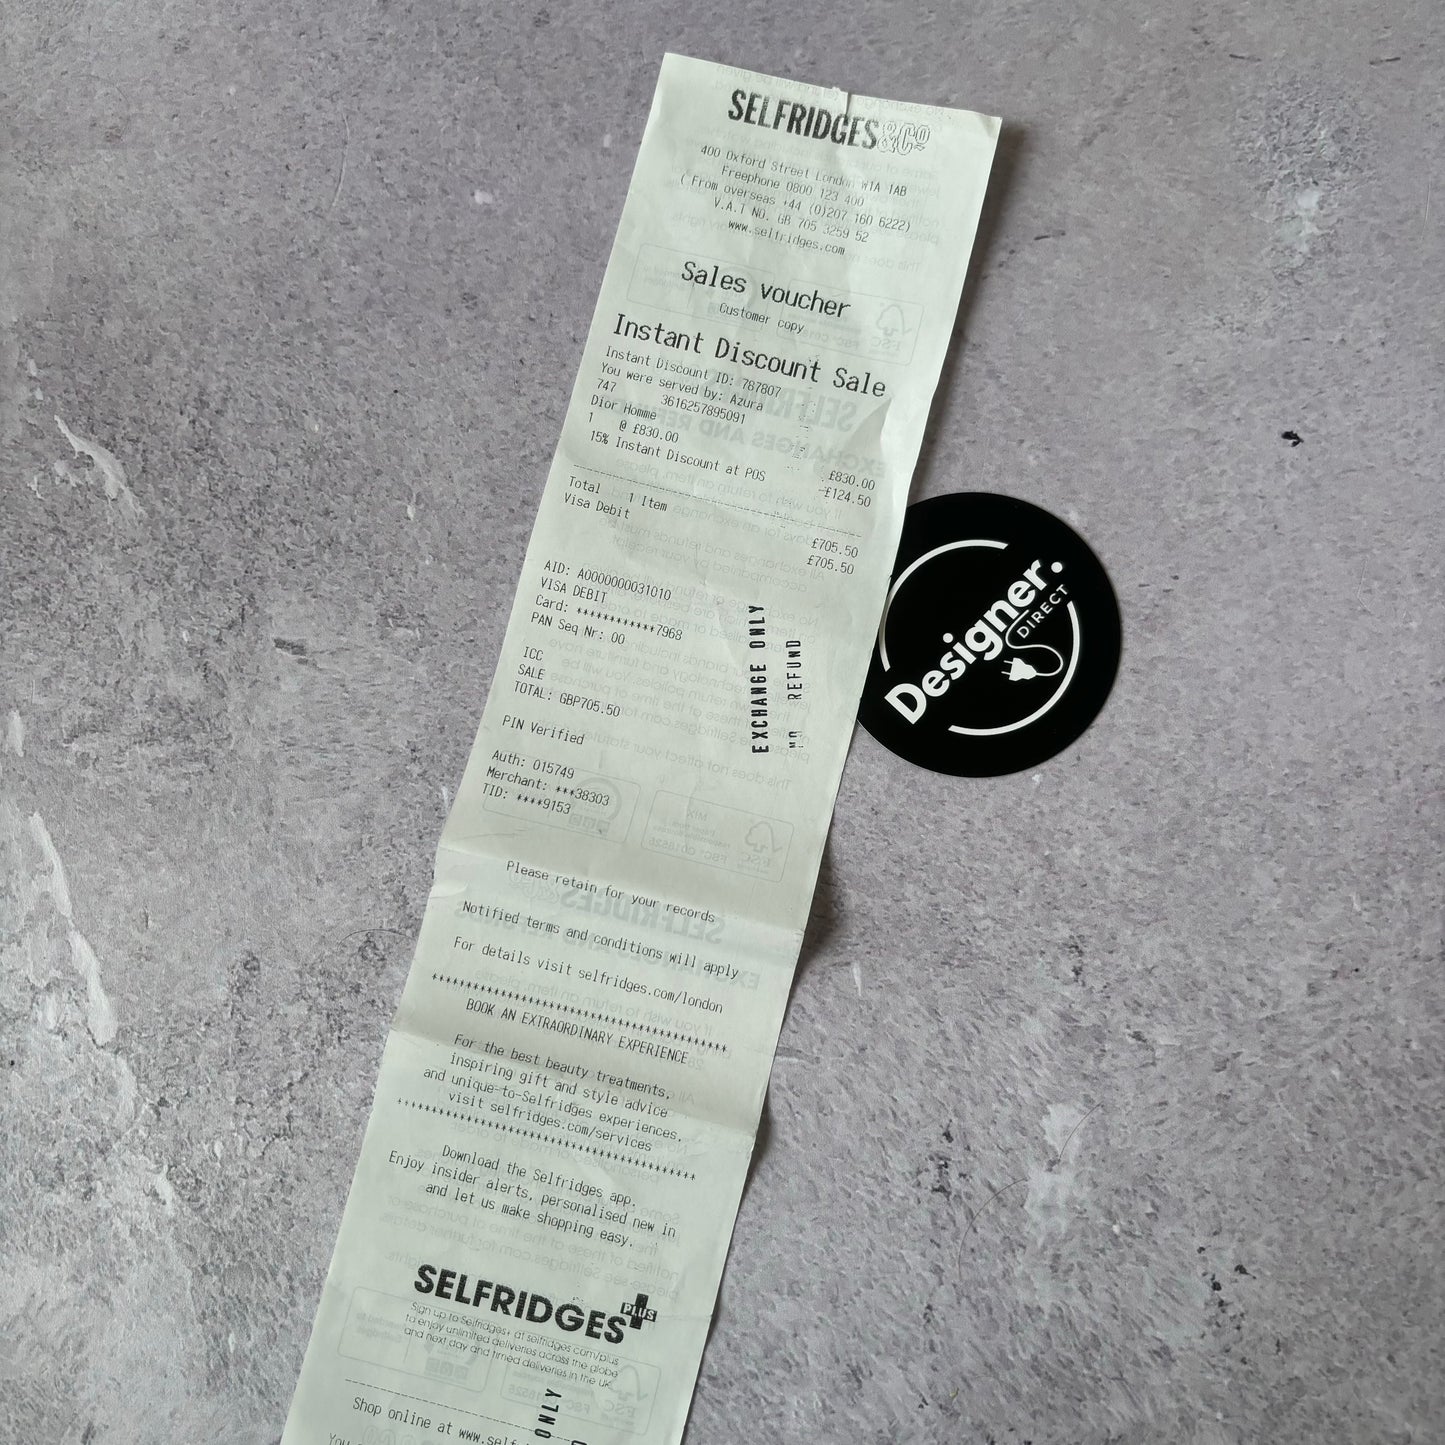 SELFRIDGES&Co
400 Oxford Street London W1A 1AB
Freephone 0800 123 400
( From overseas +44 (0)207 160 6222)
V.A.T NO. GB 705 3259 52
www.selfridges.com
Sales voucher
Customer copy
Instant Discount Sale
Instant Discount ID: 787807
You were served by: Azura
747 3616257895091
Dior Homme
1 @ £830.00 £830.00
15% Instant Discount at POS -£124.50
Total 1 Item £705.50
Visa Debit £705.50
AID: A0000000031010
VISA DEBIT
Card: ************7968
PAN Seq Nr: 00
ICC
SALE
TOTAL: GBP705.50
PIN Verified
Auth: 015749
Merchant: ***38303
TID: ****9153
EXCHANGE ONLY
NO REFUND
Please retain for your records
Notified terms and conditions will apply
For details visit selfridges.com/london
BOOK AN EXTRAORDINARY EXPERIENCE
For the best beauty treatments,
inspiring gift and style advice
and unique-to-Selfridges experiences.
visit selfridges.com/services
Download the Selfridges app.
Enjoy insider alerts, personalised new in
and let us make shopping easy.
SELFRIDGES PLUS
Sign up to Selfridges+ at selfridges.com/plus
to enjoy unlimited deliveries across the globe
and next day and timed deliveries in the UK
Shop online at www.self
ONLY
Designer.
DIRECT